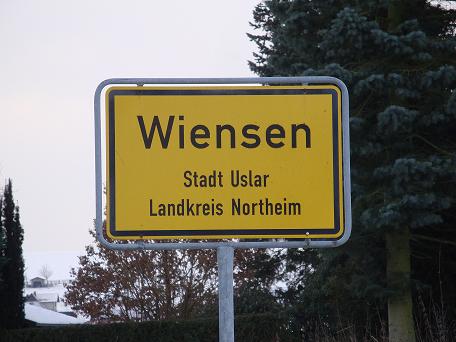 Wiensen
Stadt Uslar
Landkreis Northeim